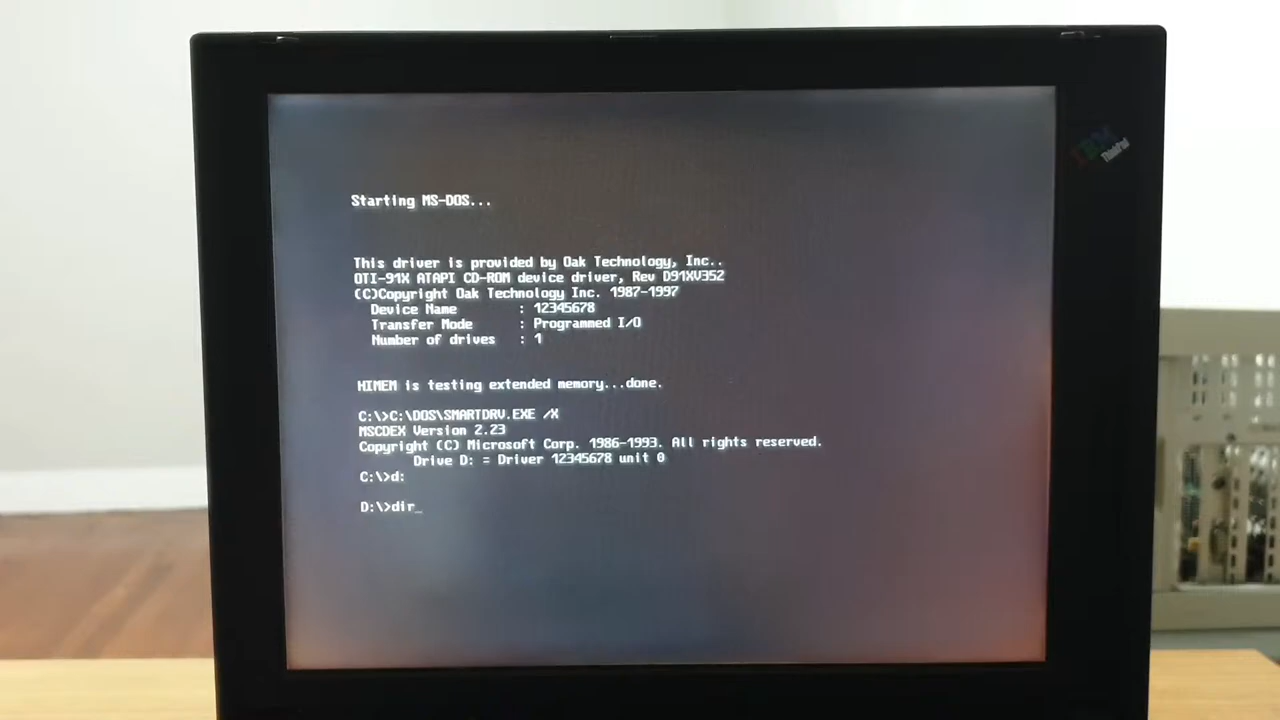 IBM
ThinkPad
Starting MS-DOS...
This driver is provided by Oak Technology, Inc..
OTI-91X ATAPI CD-ROM device driver, Rev D91XV352
(C)Copyright Oak Technology Inc. 1987-1997
Device Name : 12345678
Transfer Mode : Programmed I/O
Number of drives : 1
HIMEM is testing extended memory...done.
C:\>C:\DOS\SMARTDRV.EXE /X
MSCDEX Version 2.23
Copyright (C) Microsoft Corp. 1986-1993. All rights reserved.
Drive D: = Driver 12345678 unit 0
C:\>d:
D:\>dir_